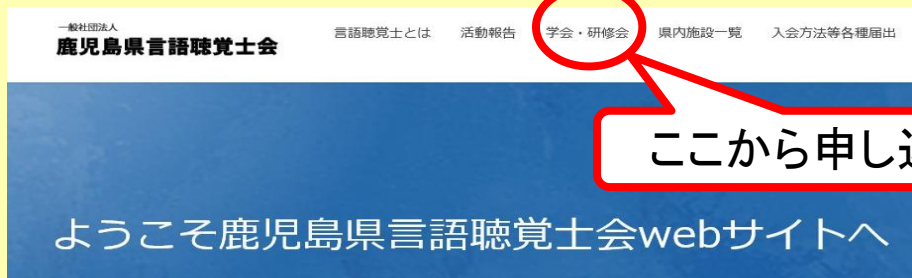 一般社団法人
鹿児島県言語聴覚士会
言語聴覚士とは 活動報告 学会・研修会 県内施設一覧 入会方法等各種届出
ここから申し込
ようこそ鹿児島県言語聴覚士会webサイトへ